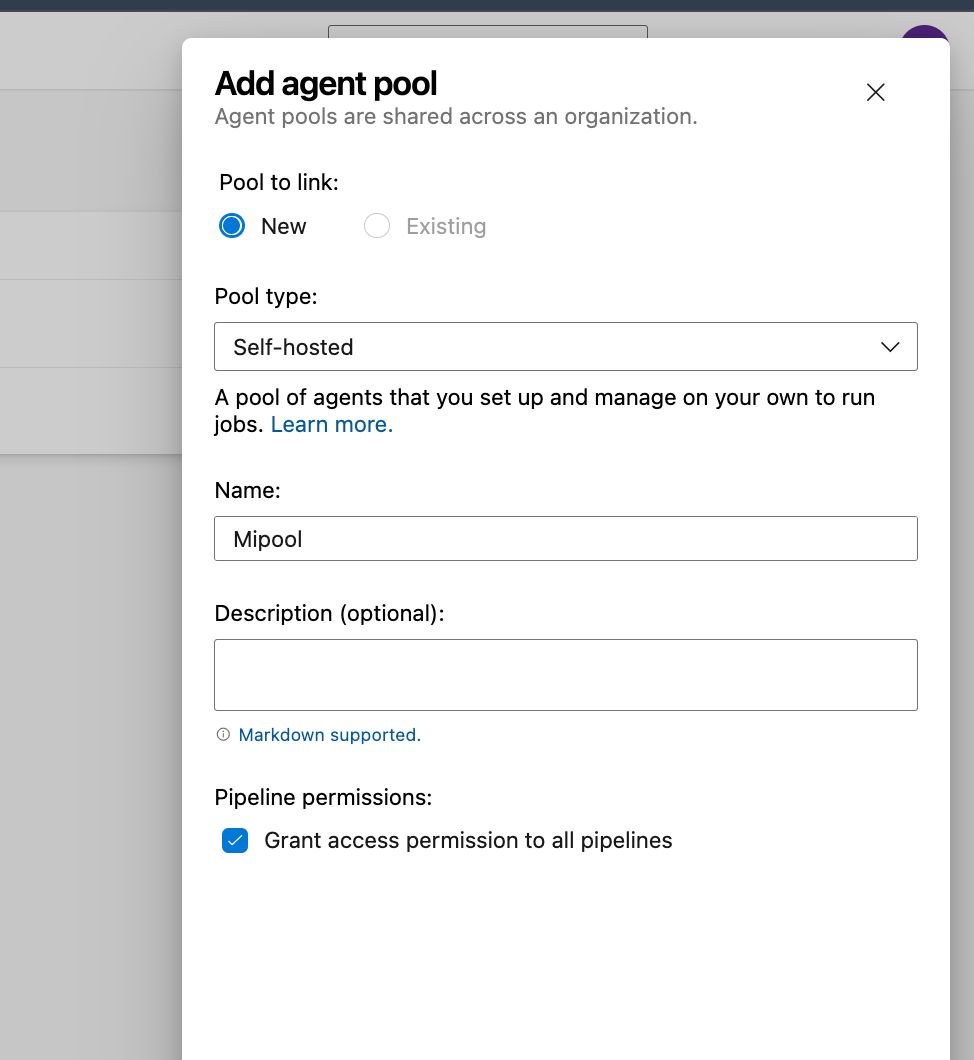 Add agent pool
Agent pools are shared across an organization.
Pool to link:
New Existing
Pool type:
Self-hosted
A pool of agents that you set up and manage on your own to run
jobs. Learn more.
Name:
Mipool
Description (optional):
Markdown supported.
Pipeline permissions:
Grant access permission to all pipelines